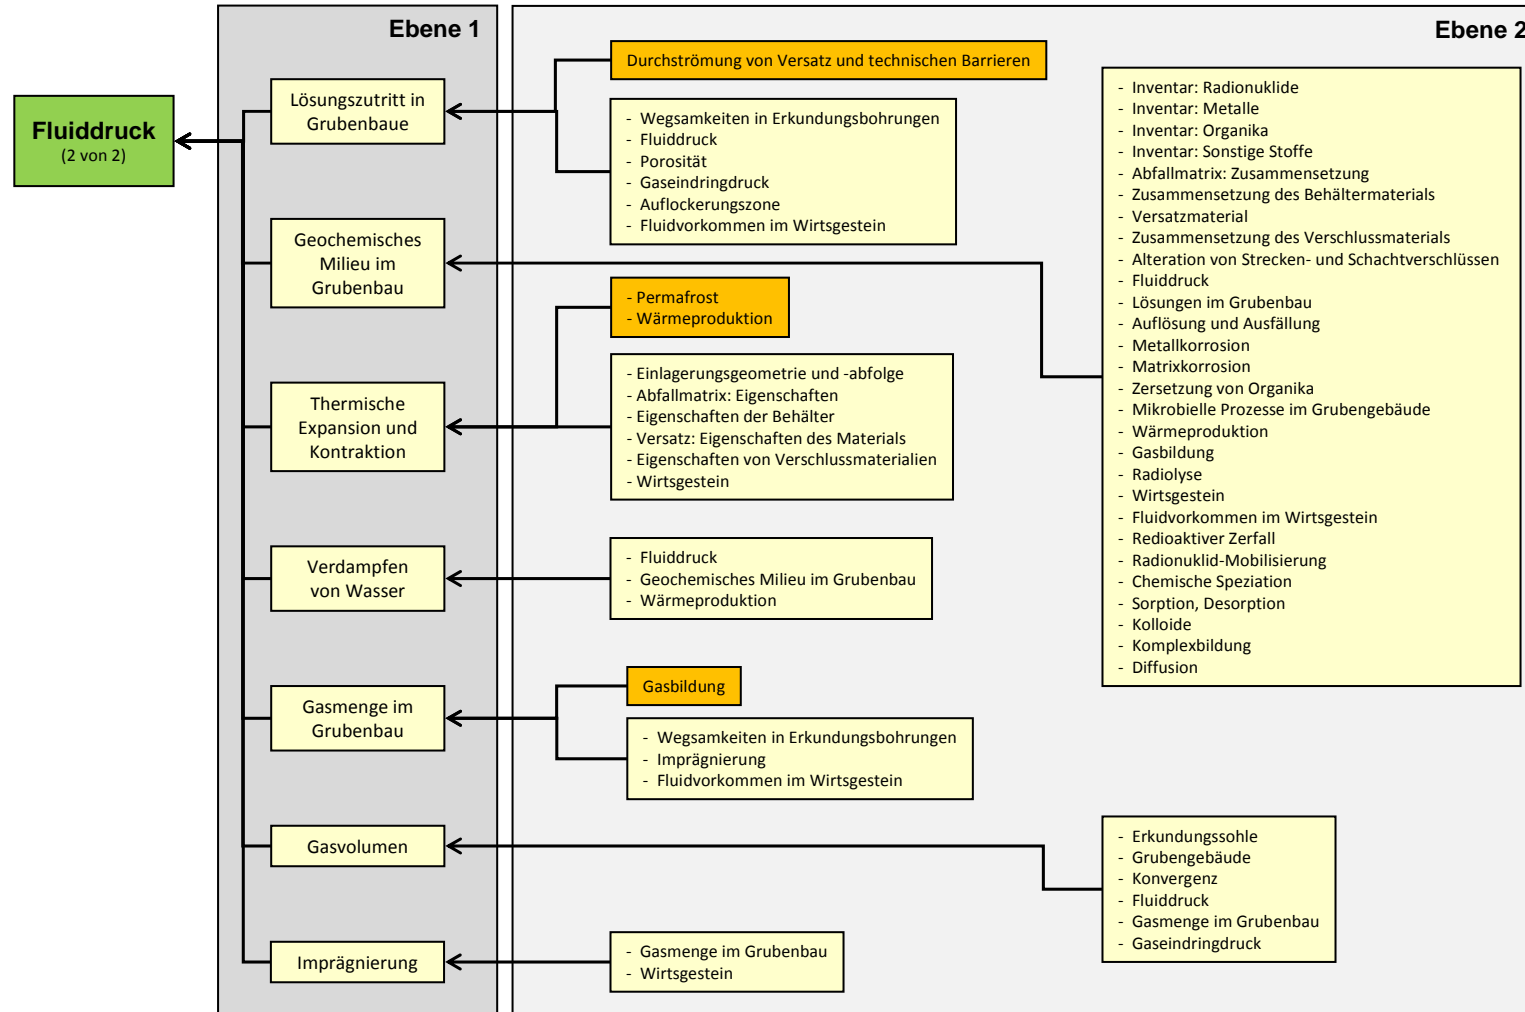 Ebene 1
Ebene 2
Fluiddruck
(2 von 2)
Lösungszutritt in
Grubenbaue
Durchströmung von Versatz und technischen Barrieren
- Wegsamkeiten in Erkundungsbohrungen
- Fluiddruck
- Porosität
- Gaseindringdruck
- Auflockerungszone
- Fluidvorkommen im Wirtsgestein
Geochemisches
Milieu im
Grubenbau
- Inventar: Radionuklide
- Inventar: Metalle
- Inventar: Organika
- Inventar: Sonstige Stoffe
- Abfallmatrix: Zusammensetzung
- Zusammensetzung des Behältermaterials
- Versatzmaterial
- Zusammensetzung des Verschlussmaterials
- Alteration von Strecken- und Schachtverschlüssen
- Fluiddruck
- Lösungen im Grubenbau
- Auflösung und Ausfällung
- Metallkorrosion
- Matrixkorrosion
- Zersetzung von Organika
- Mikrobielle Prozesse im Grubengebäude
- Wärmeproduktion
- Gasbildung
- Radiolyse
- Wirtsgestein
- Fluidvorkommen im Wirtsgestein
- Redioaktiver Zerfall
- Radionuklid-Mobilisierung
- Chemische Speziation
- Sorption, Desorption
- Kolloide
- Komplexbildung
- Diffusion
Thermische
Expansion und
Kontraktion
- Permafrost
- Wärmeproduktion
- Einlagerungsgeometrie und -abfolge
- Abfallmatrix: Eigenschaften
- Eigenschaften der Behälter
- Versatz: Eigenschaften des Materials
- Eigenschaften von Verschlussmaterialien
- Wirtsgestein
Verdampfen
von Wasser
- Fluiddruck
- Geochemisches Milieu im Grubenbau
- Wärmeproduktion
Gasmenge im
Grubenbau
Gasbildung
- Wegsamkeiten in Erkundungsbohrungen
- Imprägnierung
- Fluidvorkommen im Wirtsgestein
Gasvolumen
- Erkundungssohle
- Grubengebäude
- Konvergenz
- Fluiddruck
- Gasmenge im Grubenbau
- Gaseindringdruck
Imprägnierung
- Gasmenge im Grubenbau
- Wirtsgestein